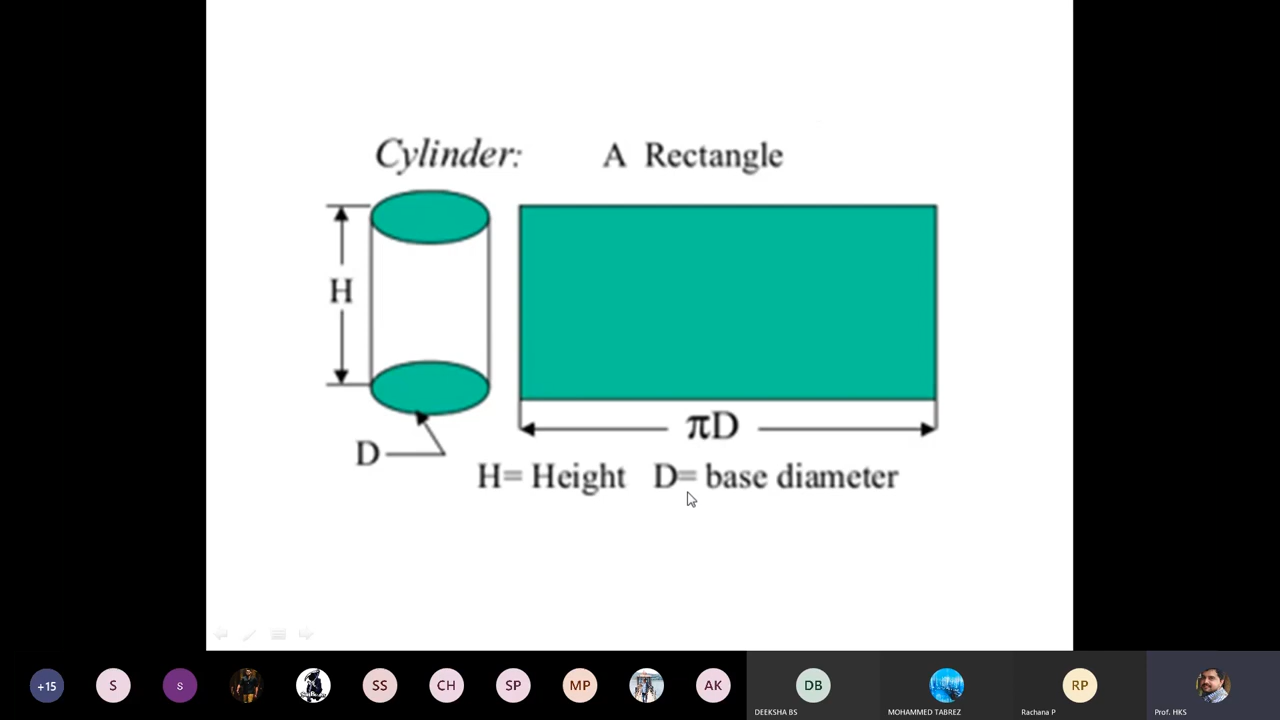 Cylinder: A Rectangle
H
πD
D
H= Height D= base diameter
+15 S s SS CH SP MP AK DB RP
DEEKSHA BS MOHAMMED TABREZ Rachana P Prof. HKS